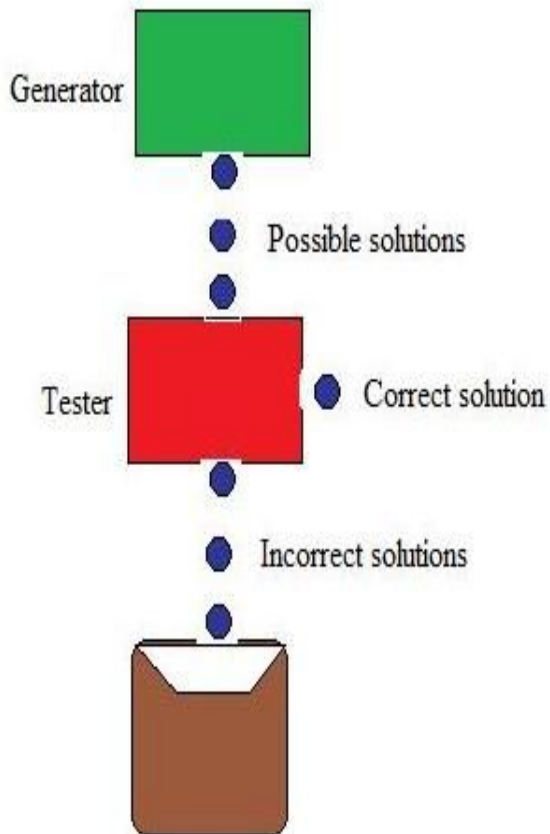 Generator
Possible solutions
Tester
Correct solution
Incorrect solutions